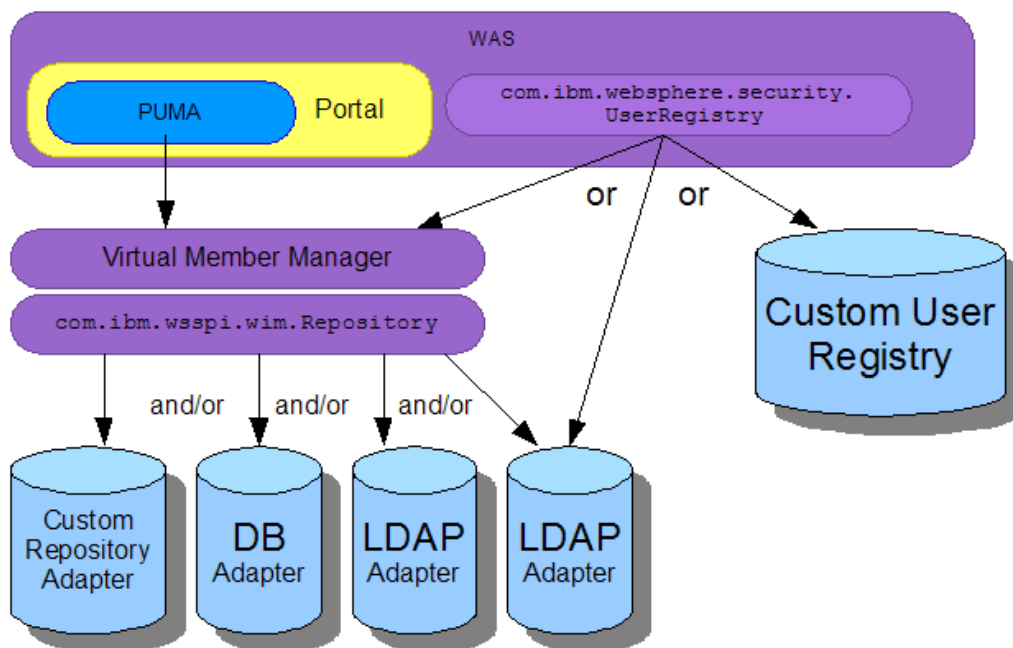 WAS
PUMA
Portal
com.ibm.websphere.security.
UserRegistry
or
or
Virtual Member Manager
com.ibm.wsspi.wim.Repository
Custom User
Registry
and/or
and/or
and/or
Custom
Repository
Adapter
DB
Adapter
LDAP
Adapter
LDAP
Adapter